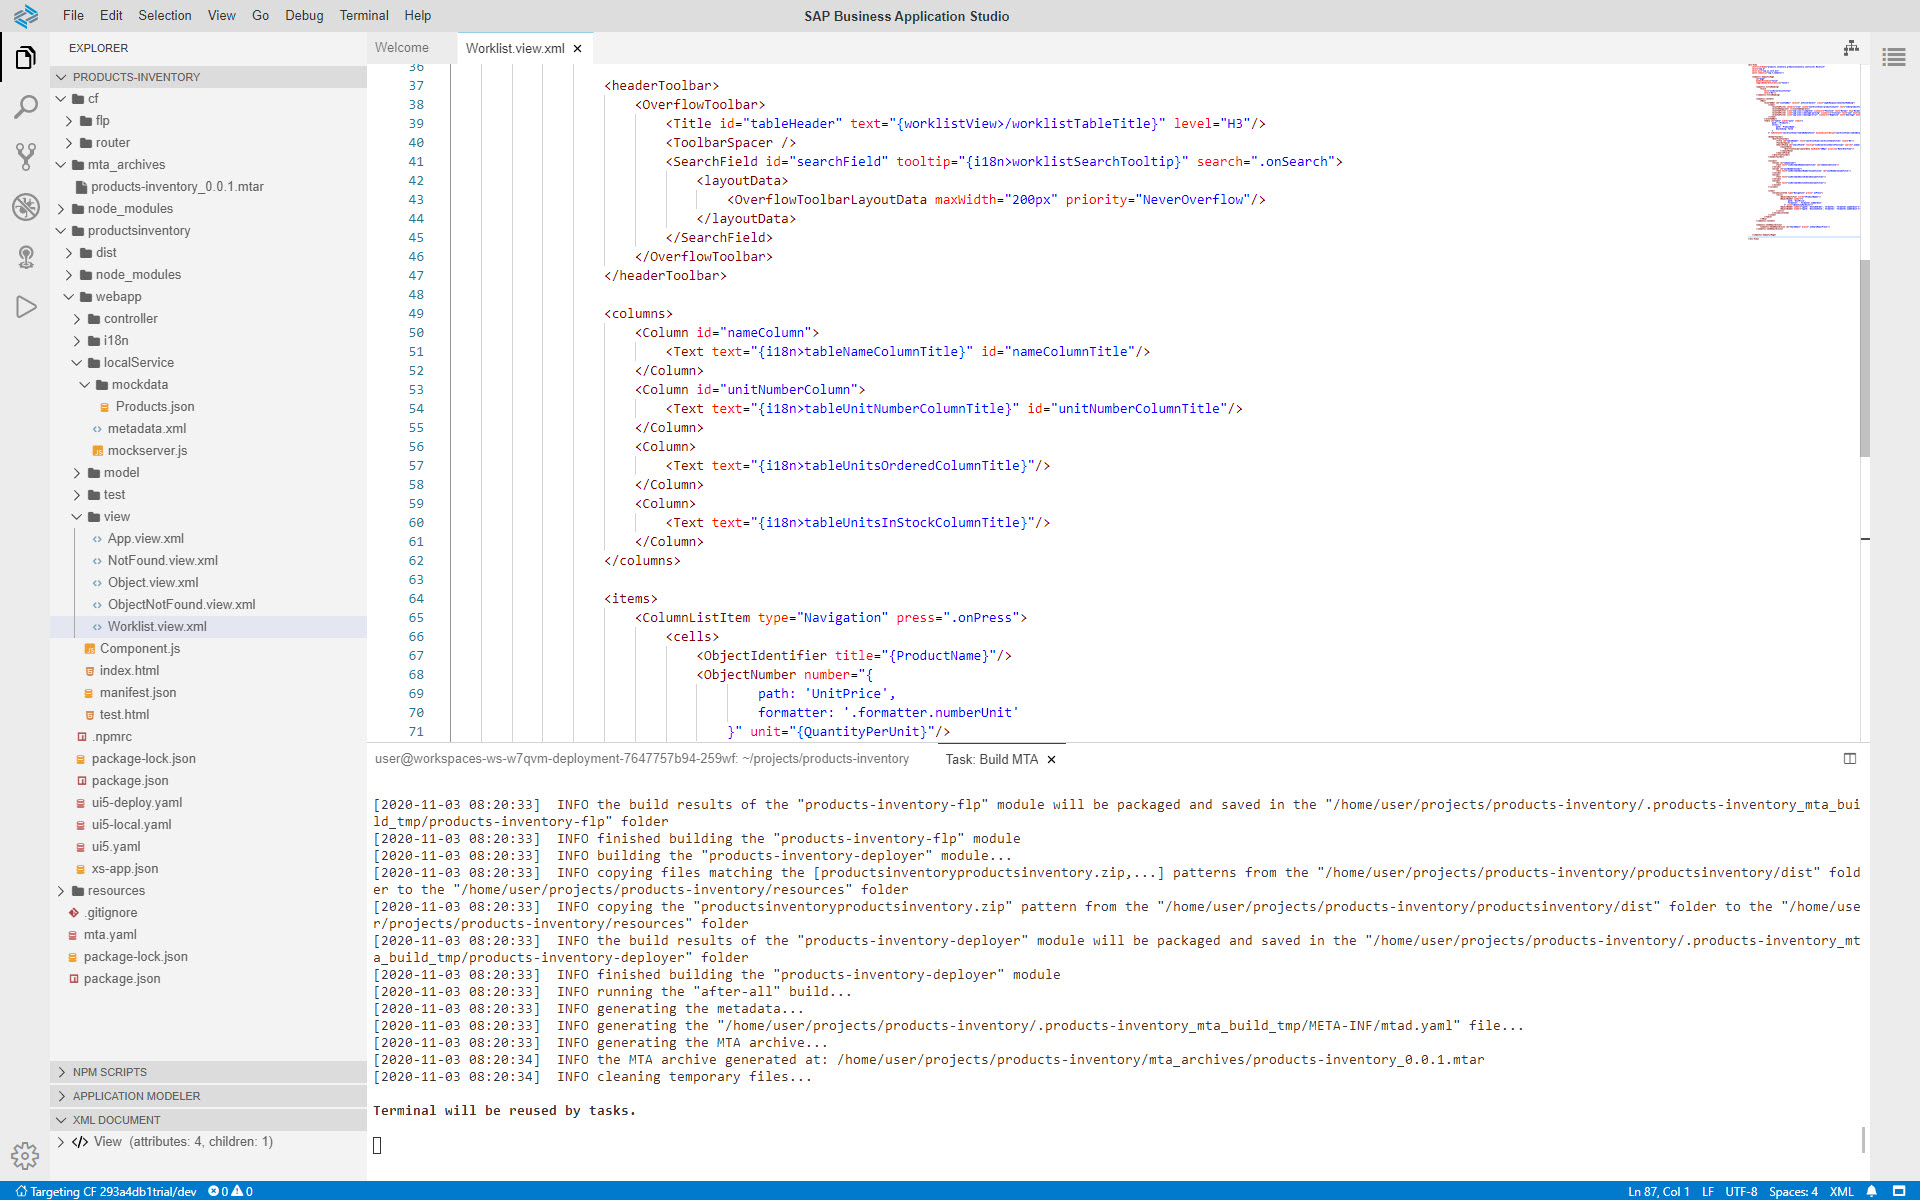 File Edit Selection View Go Debug Terminal Help
SAP Business Application Studio
EXPLORER
PRODUCTS-INVENTORY
cf
flp
router
mta_archives
products-inventory_0.0.1.mtar
node_modules
productsinventory
dist
node_modules
webapp
controller
i18n
localService
mockdata
Products.json
metadata.xml
mockserver.js
model
test
view
App.view.xml
NotFound.view.xml
Object.view.xml
ObjectNotFound.view.xml
Worklist.view.xml
Component.js
index.html
manifest.json
test.html
.npmrc
package-lock.json
package.json
ui5-deploy.yaml
ui5-local.yaml
ui5.yaml
xs-app.json
resources
.gitignore
mta.yaml
package-lock.json
package.json
NPM SCRIPTS
APPLICATION MODELER
XML DOCUMENT
View (attributes: 4, children: 1)
Welcome Worklist.view.xml
36
37 <headerToolbar>
38 <OverflowToolbar>
39 <Title id="tableHeader" text="{worklistView>/worklistTableTitle}" level="H3"/>
40 <ToolbarSpacer />
41 <SearchField id="searchField" tooltip="{i18n>worklistSearchTooltip}" search=".onSearch">
42 <layoutData>
43 <OverflowToolbarLayoutData maxWidth="200px" priority="NeverOverflow"/>
44 </layoutData>
45 </SearchField>
46 </OverflowToolbar>
47 </headerToolbar>
48
49 <columns>
50 <Column id="nameColumn">
51 <Text text="{i18n>tableNameColumnTitle}" id="nameColumnTitle"/>
52 </Column>
53 <Column id="unitNumberColumn">
54 <Text text="{i18n>tableUnitNumberColumnTitle}" id="unitNumberColumnTitle"/>
55 </Column>
56 <Column>
57 <Text text="{i18n>tableUnitsOrderedColumnTitle}"/>
58 </Column>
59 <Column>
60 <Text text="{i18n>tableUnitsInStockColumnTitle}"/>
61 </Column>
62 </columns>
63
64 <items>
65 <ColumnListItem type="Navigation" press=".onPress">
66 <cells>
67 <ObjectIdentifier title="{ProductName}"/>
68 <ObjectNumber number="{
69 path: 'UnitPrice',
70 formatter: '.formatter.numberUnit'
71 }" unit="{QuantityPerUnit}"/>
user@workspaces-ws-w7qvm-deployment-7647757b94-259wf: ~/projects/products-inventory Task: Build MTA
[2020-11-03 08:20:33] INFO the build results of the "products-inventory-flp" module will be packaged and saved in the "/home/user/projects/products-inventory/.products-inventory_mta_bui
ld_tmp/products-inventory-flp" folder
[2020-11-03 08:20:33] INFO finished building the "products-inventory-flp" module
[2020-11-03 08:20:33] INFO building the "products-inventory-deployer" module...
[2020-11-03 08:20:33] INFO copying files matching the [productsinventoryproductsinventory.zip,...] patterns from the "/home/user/projects/products-inventory/productsinventory/dist" fold
er to the "/home/user/projects/products-inventory/resources" folder
[2020-11-03 08:20:33] INFO copying the "productsinventoryproductsinventory.zip" pattern from the "/home/user/projects/products-inventory/productsinventory/dist" folder to the "/home/use
r/projects/products-inventory/resources" folder
[2020-11-03 08:20:33] INFO the build results of the "products-inventory-deployer" module will be packaged and saved in the "/home/user/projects/products-inventory/.products-inventory_mt
a_build_tmp/products-inventory-deployer" folder
[2020-11-03 08:20:33] INFO finished building the "products-inventory-deployer" module
[2020-11-03 08:20:33] INFO running the "after-all" build...
[2020-11-03 08:20:33] INFO generating the metadata...
[2020-11-03 08:20:33] INFO generating the "/home/user/projects/products-inventory/.products-inventory_mta_build_tmp/META-INF/mtad.yaml" file...
[2020-11-03 08:20:33] INFO generating the MTA archive...
[2020-11-03 08:20:34] INFO the MTA archive generated at: /home/user/projects/products-inventory/mta_archives/products-inventory_0.0.1.mtar
[2020-11-03 08:20:34] INFO cleaning temporary files...
Terminal will be reused by tasks.
Targeting CF 293a4db1trial/dev 0 0 Ln 87, Col 1 LF UTF-8 Spaces: 4 XML